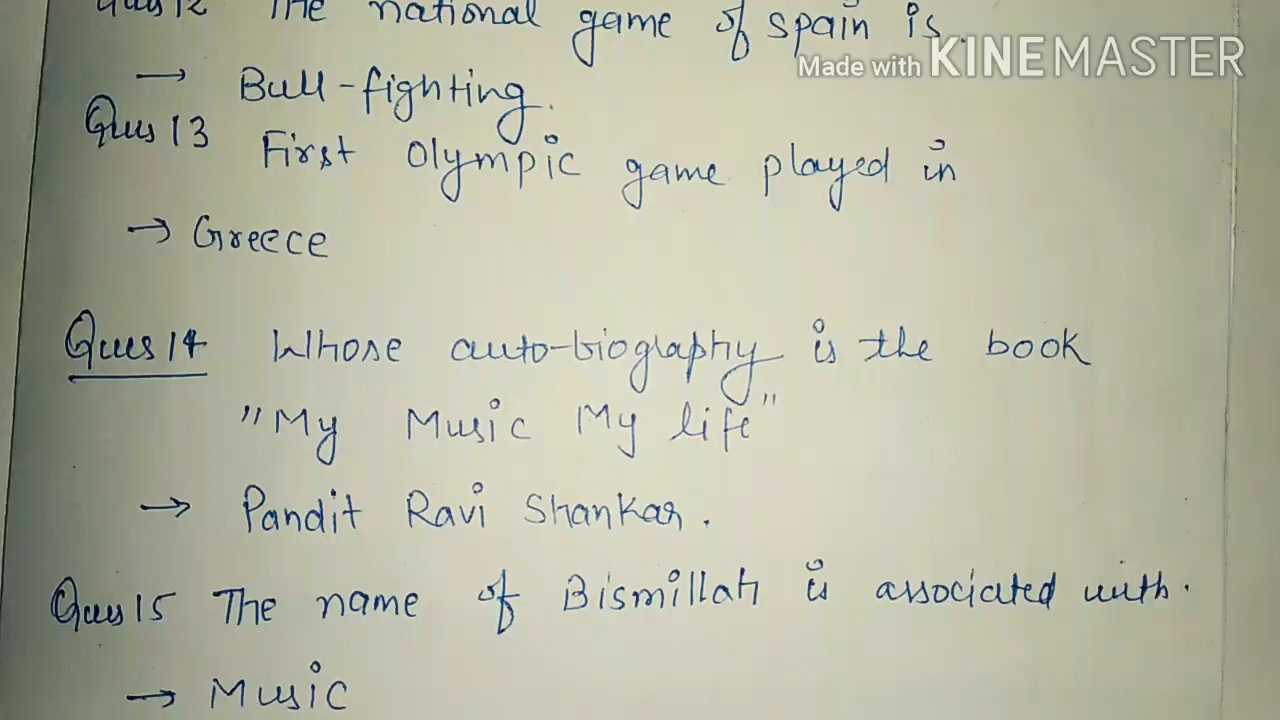 Ques 12 The national game of spain is.
Made with KINEMASTER
→ Bull-fighting.
Ques 13 First Olympic game played in
→ Greece
Ques 14 Whose auto-biography is the book
"My Music My life"
→ Pandit Ravi Shankar.
Ques 15 The name of Bismillah is associated with.
→ Music